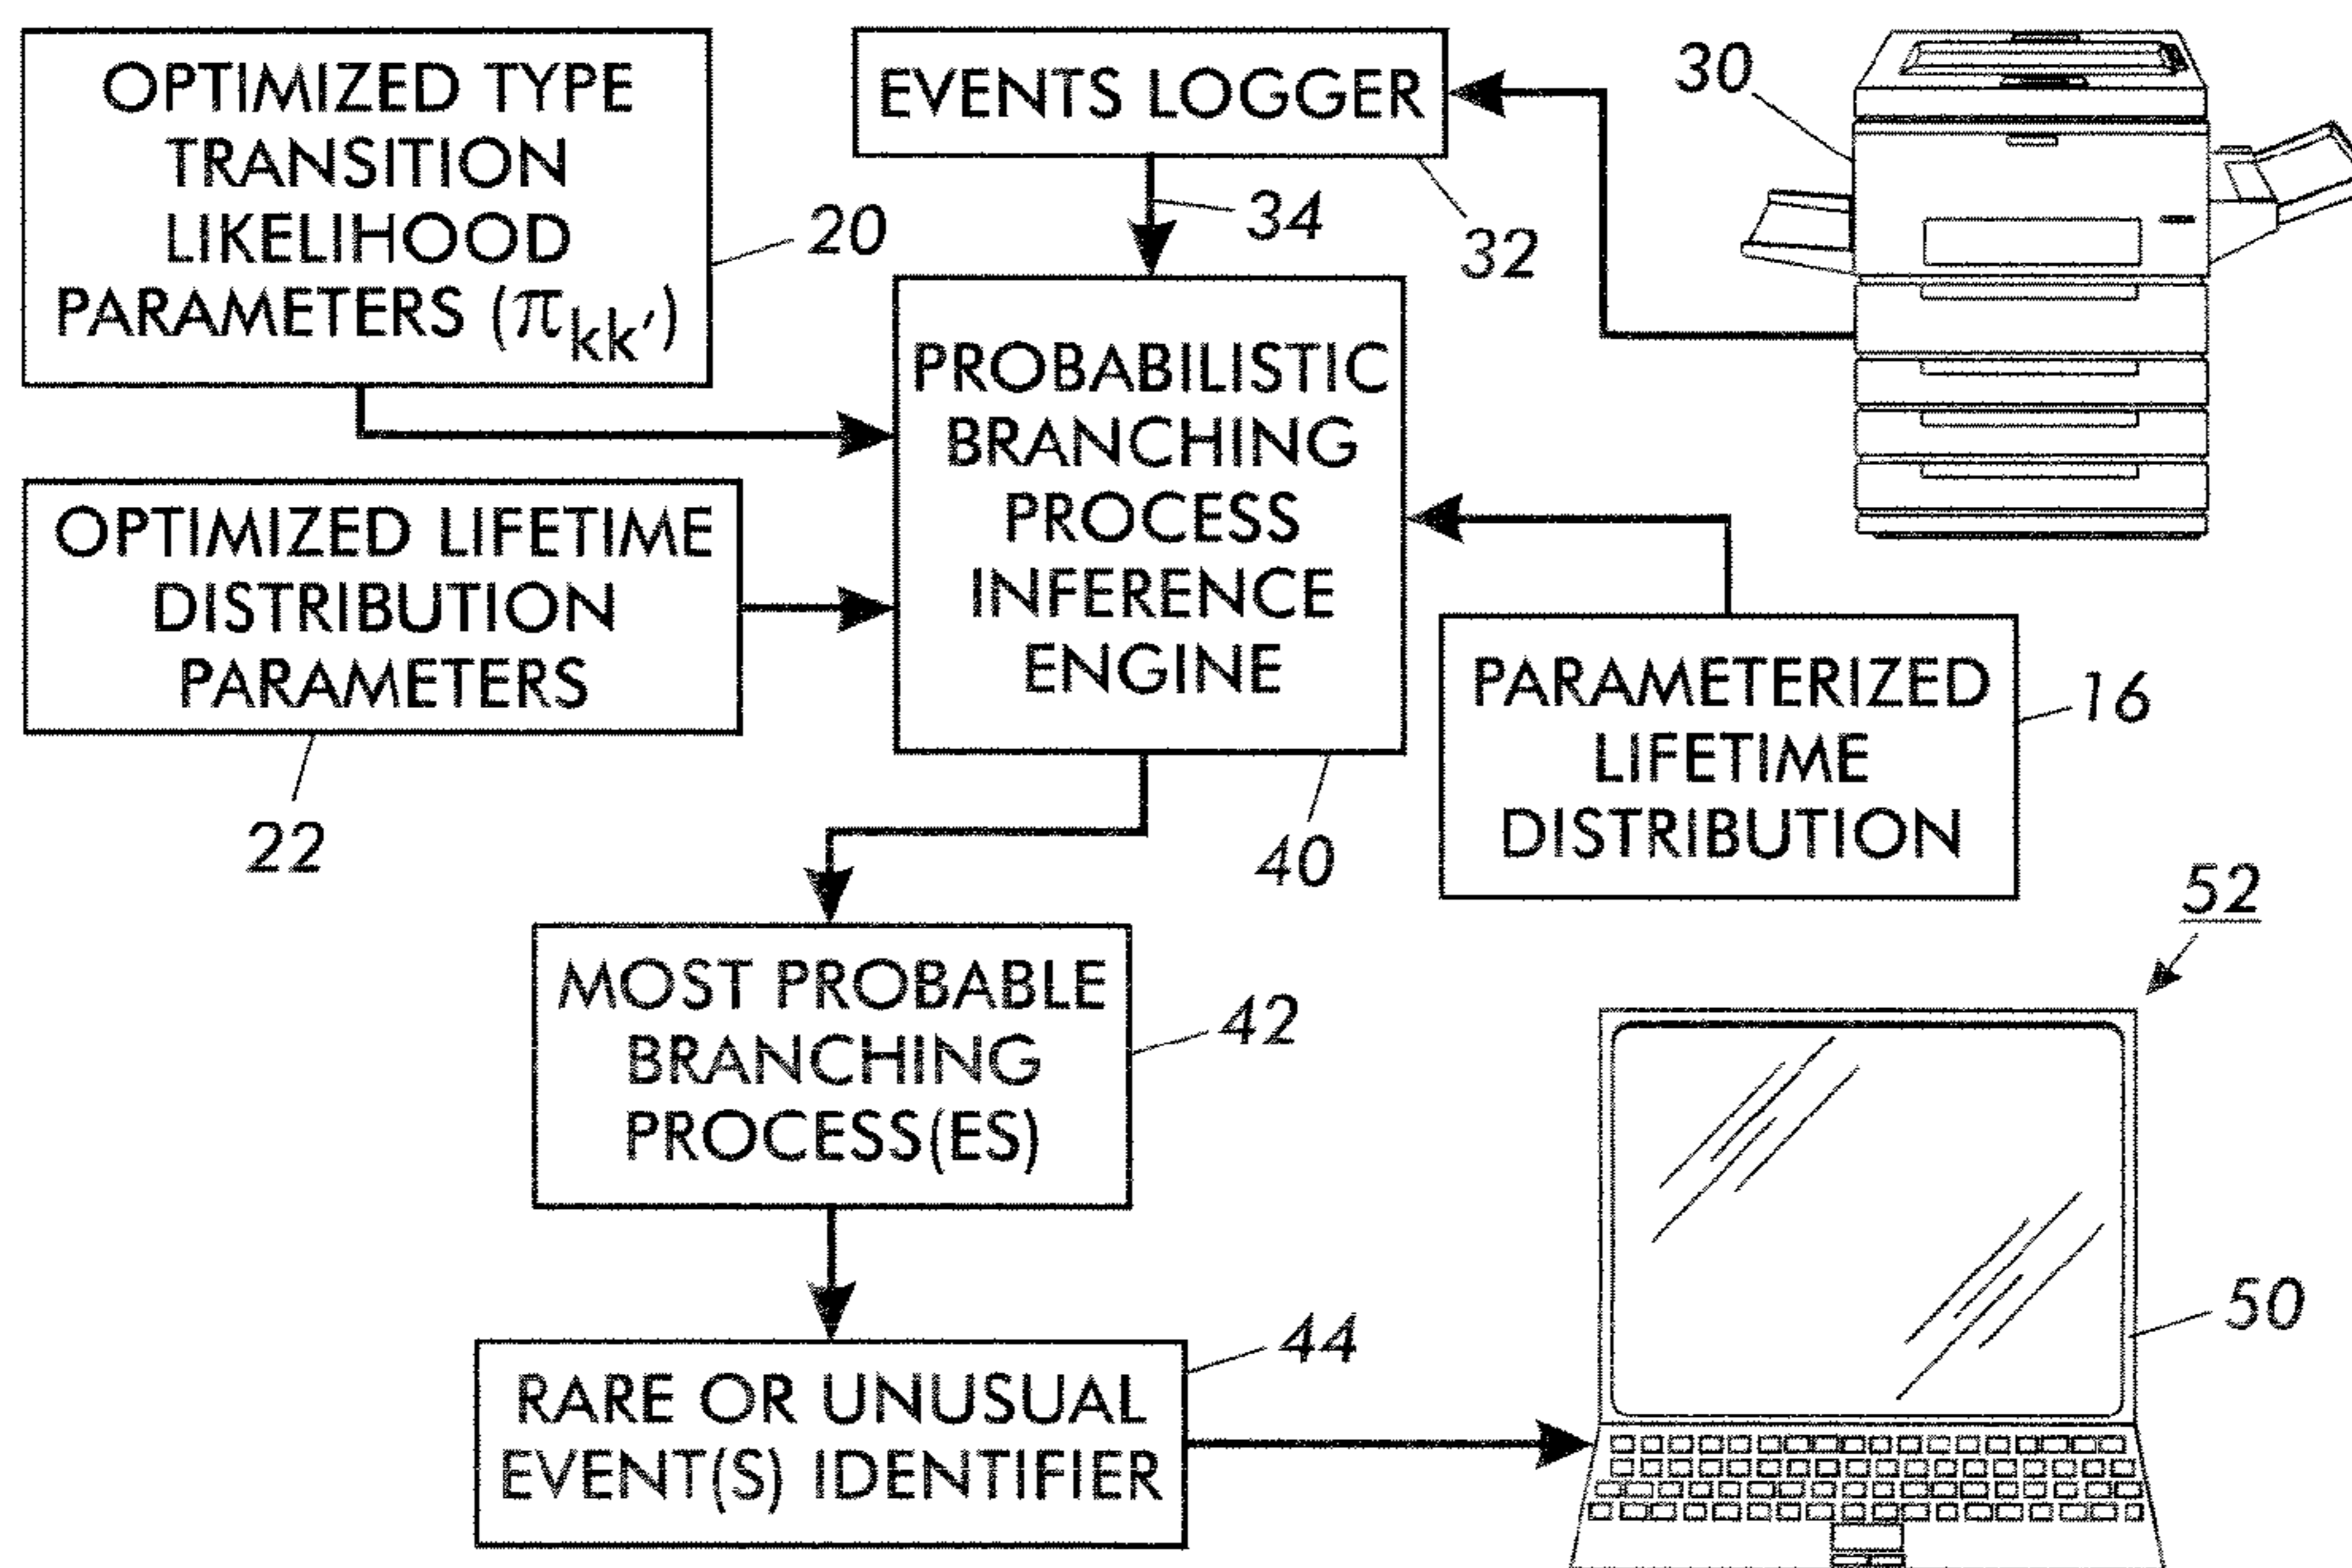 OPTIMIZED TYPE
TRANSITION
LIKELIHOOD
PARAMETERS (πkk′)
20
EVENTS LOGGER
34
32
30
OPTIMIZED LIFETIME
DISTRIBUTION
PARAMETERS
22
PROBABILISTIC
BRANCHING
PROCESS
INFERENCE
ENGINE
40
PARAMETERIZED
LIFETIME
DISTRIBUTION
16
52
MOST PROBABLE
BRANCHING
PROCESS(ES)
42
50
RARE OR UNUSUAL
EVENT(S) IDENTIFIER
44